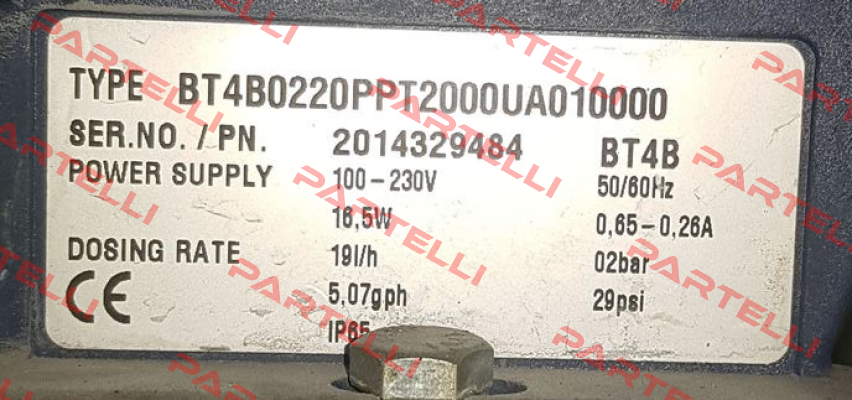 TYPE BT4B0220PPT2000UA010000
SER.NO. / PN. 2014329484 BT4B
POWER SUPPLY 100-230V 50/60Hz
16,5W 0,65-0,26A
DOSING RATE 19l/h 02bar
CE 5,07gph 29psi
IP65
PARTELLI
PARTELLI
PARTELLI
PARTELLI
PARTELLI
PARTELLI
PARTELLI
PARTELLI